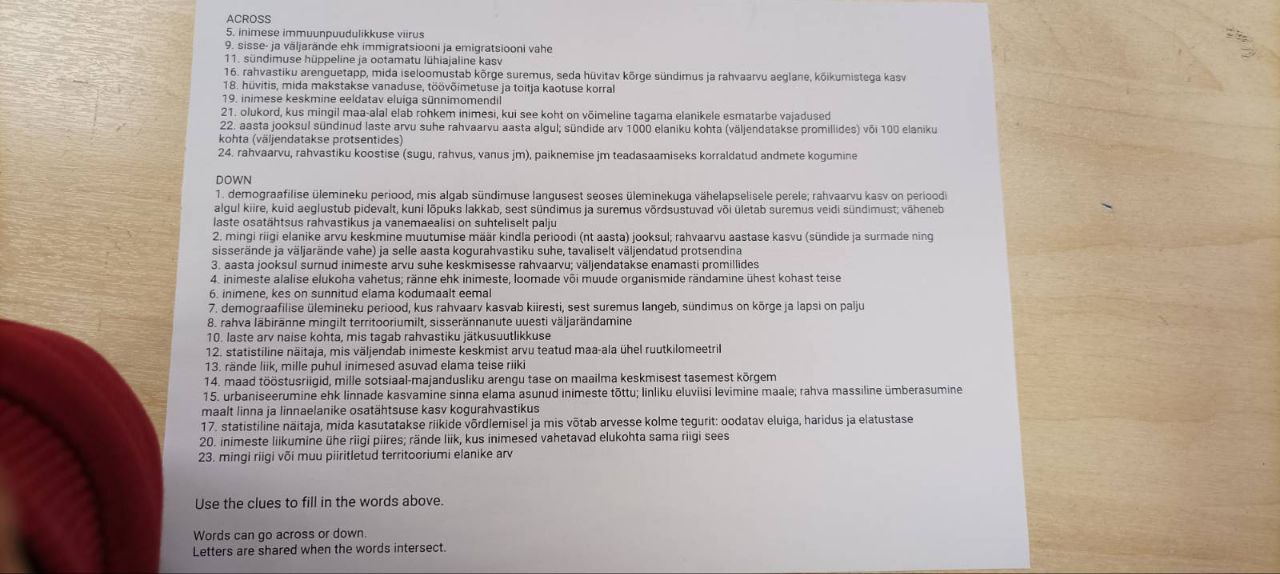 ACROSS
5. inimese immuunpuudulikkuse viirus
9. sisse- ja väljarände ehk immigratsiooni ja emigratsiooni vahe
11. sündimuse hüppeline ja ootamatu lühiajaline kasv
16. rahvastiku arenguetapp, mida iseloomustab kõrge suremus, seda hüvitav kõrge sündimus ja rahvaarvu aeglane, kõikumistega kasv
18. hüvitis, mida makstakse vanaduse, töövõimetuse ja toitja kaotuse korral
19. inimese keskmine eeldatav eluiga sünnimomendil
21. olukord, kus mingil maa-alal elab rohkem inimesi, kui see koht on võimeline tagama elanikele esmatarbe vajadused
22. aasta jooksul sündinud laste arvu suhe rahvaarvu aasta algul; sündide arv 1000 elaniku kohta (väljendatakse promillides) või 100 elaniku
kohta (väljendatakse protsentides)
24. rahvaarvu, rahvastiku koostise (sugu, rahvus, vanus jm), paiknemise jm teadasaamiseks korraldatud andmete kogumine
DOWN
1. demograafilise ülemineku periood, mis algab sündimuse langusest seoses üleminekuga vähelapselisele perele; rahvaarvu kasv on perioodi
algul kiire, kuid aeglustub pidevalt, kuni lõpuks lakkab, sest sündimus ja suremus võrdsustuvad või ületab suremus veidi sündimust; väheneb
laste osatähtsus rahvastikus ja vanemaealisi on suhteliselt palju
2. mingi riigi elanike arvu keskmine muutumise määr kindla perioodi (nt aasta) jooksul; rahvaarvu aastase kasvu (sündide ja surmade ning
sisserände ja väljarände vahe) ja selle aasta kogurahvastiku suhe, tavaliselt väljendatud protsendina
3. aasta jooksul surnud inimeste arvu suhe keskmisesse rahvaarvu; väljendatakse enamasti promillides
4. inimeste alalise elukoha vahetus; ränne ehk inimeste, loomade või muude organismide rändamine ühest kohast teise
6. inimene, kes on sunnitud elama kodumaalt eemal
7. demograafilise ülemineku periood, kus rahvaarv kasvab kiiresti, sest suremus langeb, sündimus on kõrge ja lapsi on palju
8. rahva läbiränne mingilt territooriumilt, sisserännanute uuesti väljarändamine
10. laste arv naise kohta, mis tagab rahvastiku jätkusuutlikkuse
12. statistiline näitaja, mis väljendab inimeste keskmist arvu teatud maa-ala ühel ruutkilomeetril
13. rände liik, mille puhul inimesed asuvad elama teise riiki
14. maad tööstusriigid, mille sotsiaal-majandusliku arengu tase on maailma keskmisest tasemest kõrgem
15. urbaniseerumine ehk linnade kasvamine sinna elama asunud inimeste tõttu; linliku eluviisi levimine maale; rahva massiline ümberasumine
maalt linna ja linnaelanike osatähtsuse kasv kogurahvastikus
17. statistiline näitaja, mida kasutatakse riikide võrdlemisel ja mis võtab arvesse kolme tegurit: oodatav eluiga, haridus ja elatustase
20. inimeste liikumine ühe riigi piires; rände liik, kus inimesed vahetavad elukohta sama riigi sees
23. mingi riigi või muu piiritletud territooriumi elanike arv
Use the clues to fill in the words above.
Words can go across or down.
Letters are shared when the words intersect.